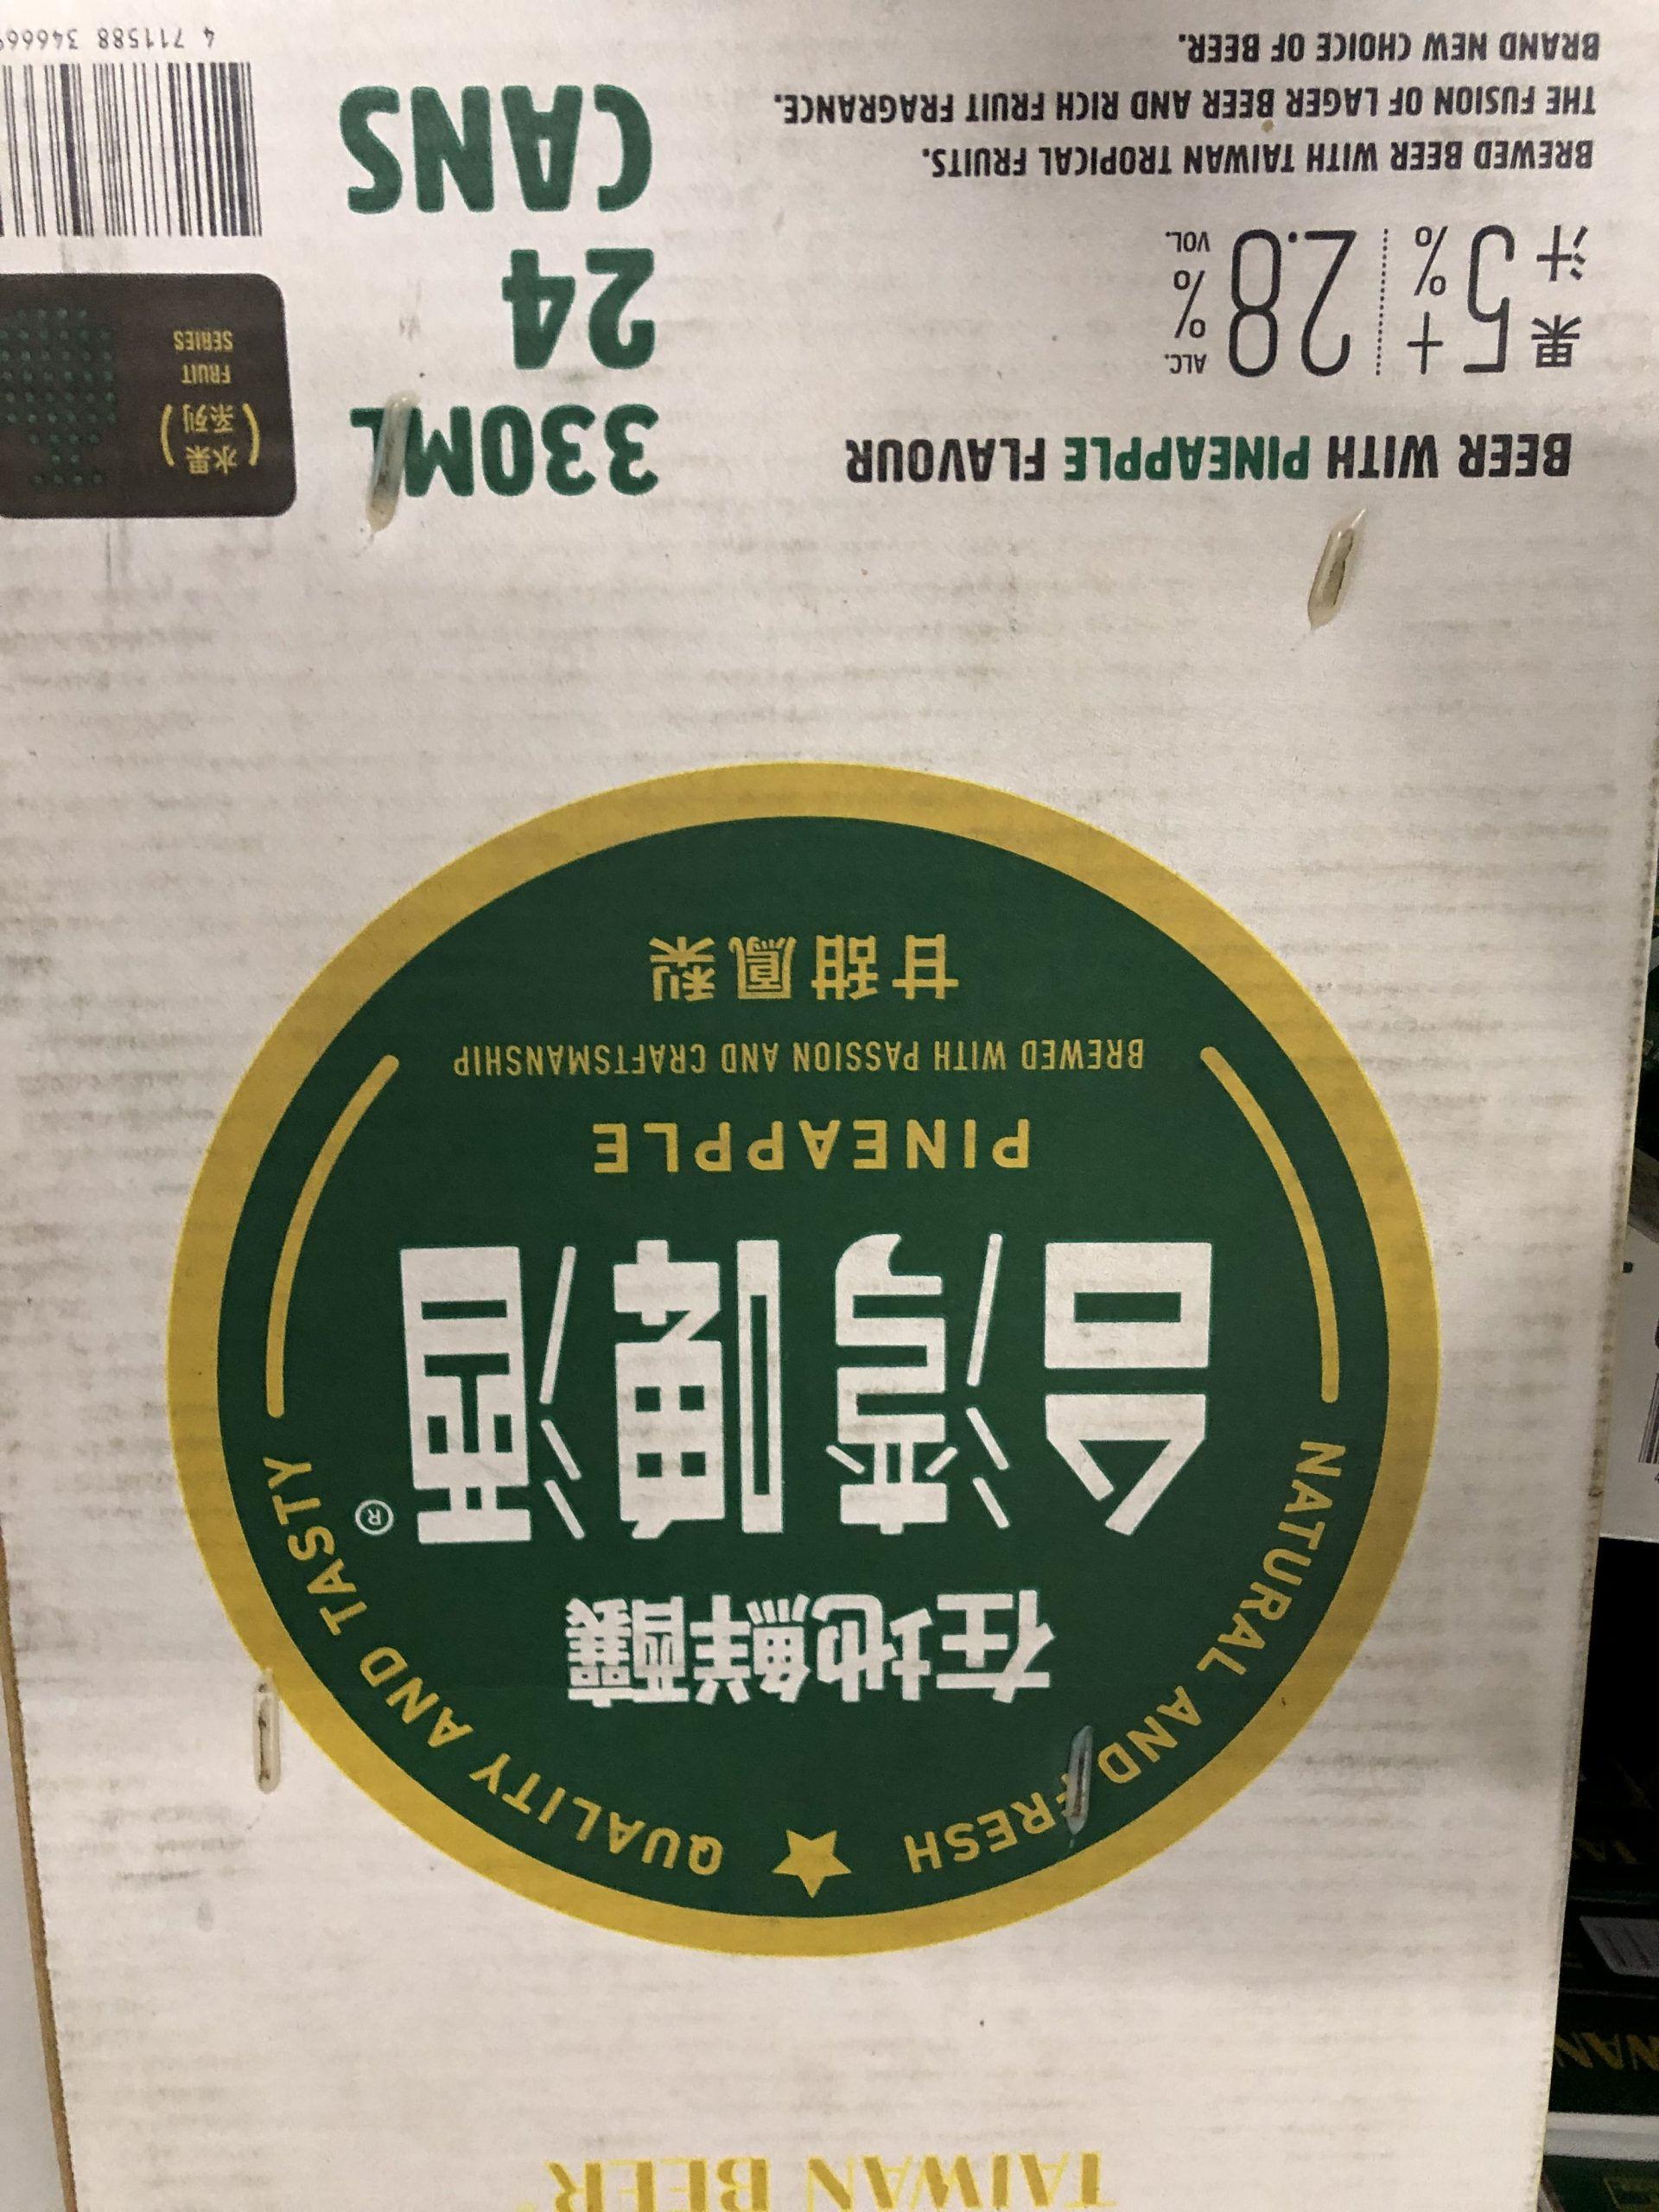 TAIWAN BEER
NATURAL AND FRESH ★ QUALITY AND TASTY
在地鮮釀
台湾啤酒®
PINEAPPLE
BREWED WITH PASSION AND CRAFTSMANSHIP
甘甜鳳梨
BEER WITH PINEAPPLE FLAVOUR
果汁 5+% 2.8 ALC. % VOL.
BREWED BEER WITH TAIWAN TROPICAL FRUITS.
THE FUSION OF LAGER BEER AND RICH FRUIT FRAGRANCE.
BRAND NEW CHOICE OF BEER.
330ML
24
CANS
(水果系列)
FRUIT
SERIES
4 711588 34666